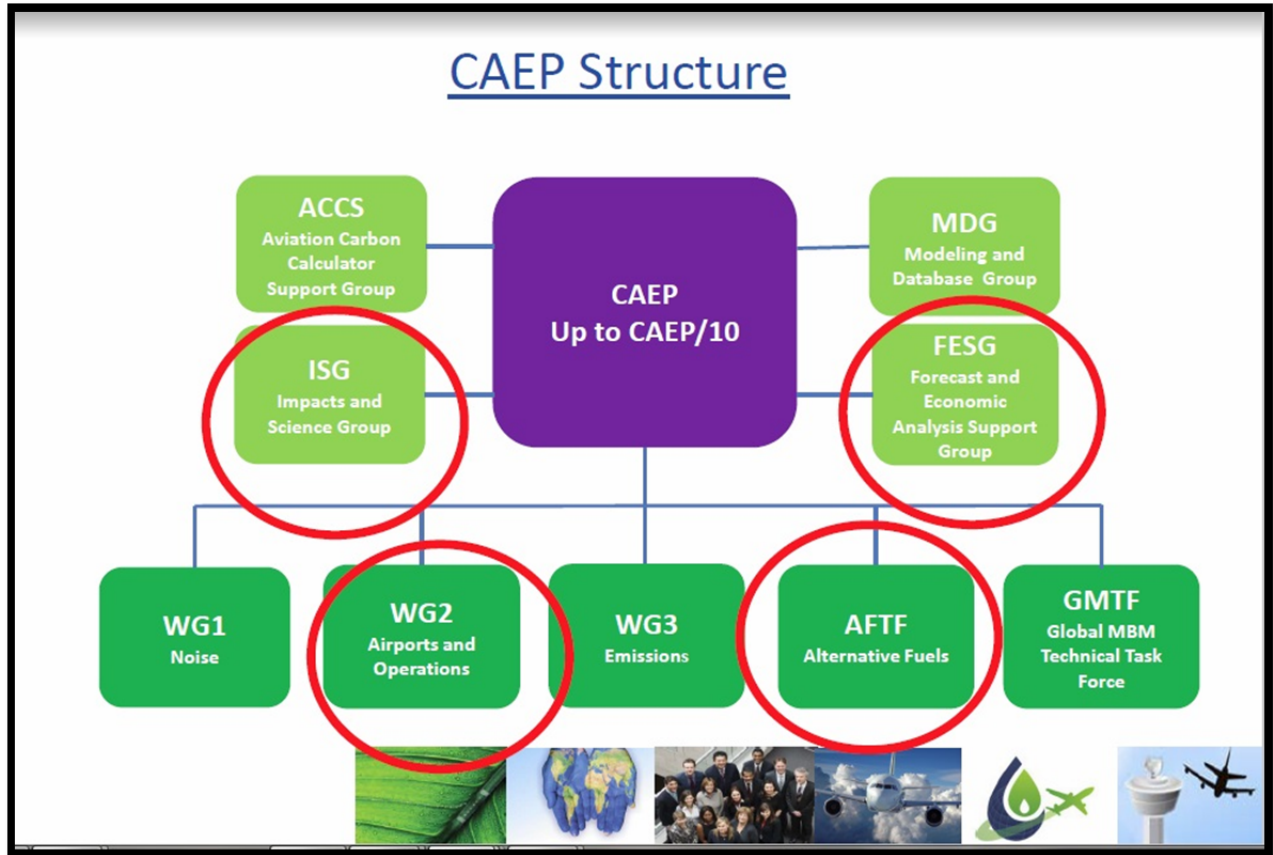 CAEP Structure
ACCS
Aviation Carbon
Calculator
Support Group
CAEP
Up to CAEP/10
MDG
Modeling and
Database Group
ISG
Impacts and
Science Group
FESG
Forecast and
Economic
Analysis Support
Group
WG1
Noise
WG2
Airports and
Operations
WG3
Emissions
AFTF
Alternative Fuels
GMTF
Global MBM
Technical Task
Force